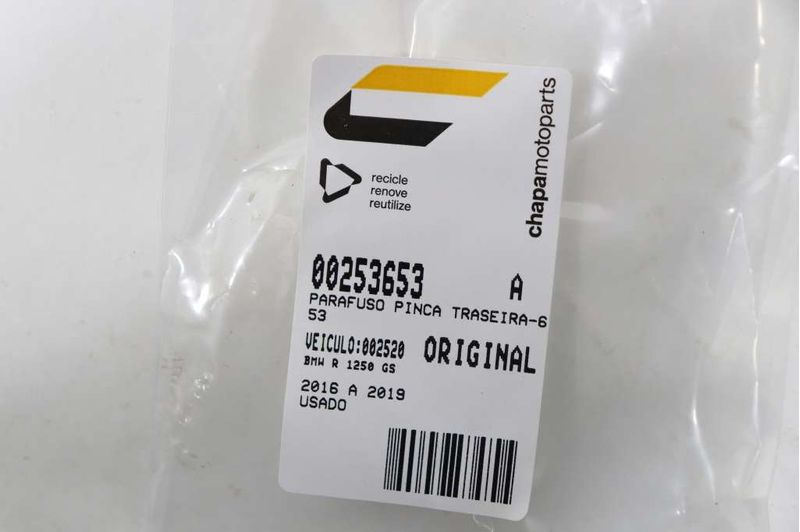 chapamotoparts
recicle
renove
reutilize
00253653 A
PARAFUSO PINCA TRASEIRA-6
53
VEICULO:002520 ORIGINAL
BMW R 1250 GS
2016 A 2019
USADO